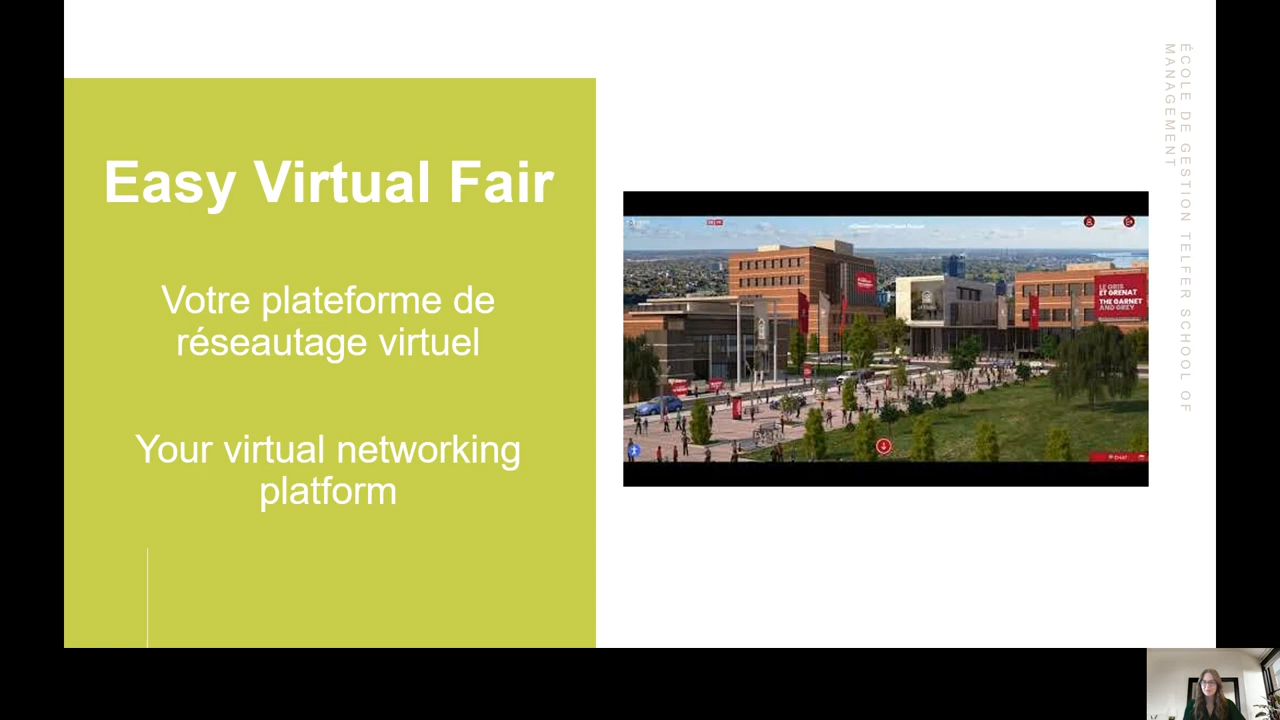 Easy Virtual Fair
Votre plateforme de
réseautage virtuel
Your virtual networking
platform
ÉCOLE DE GESTION TELFER SCHOOL OF
MANAGEMENT
LE GRIS
ET GRENAT
THE GARNET
AND GREY
CHAT